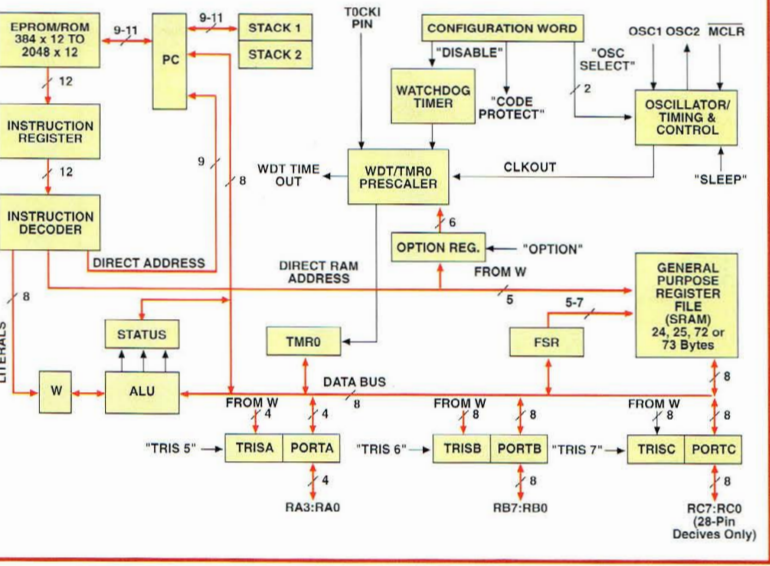 EPROM/ROM
384 x 12 TO
2048 x 12
9-11
PC
9-11
STACK 1
STACK 2
T0CKI
PIN
CONFIGURATION WORD
"DISABLE"
"OSC
SELECT"
OSC1 OSC2 MCLR
12
WATCHDOG
TIMER
"CODE
PROTECT"
2
OSCILLATOR/
TIMING &
CONTROL
INSTRUCTION
REGISTER
12
9
8
WDT TIME
OUT
WDT/TMR0
PRESCALER
CLKOUT
"SLEEP"
INSTRUCTION
DECODER
6
OPTION REG.
"OPTION"
DIRECT ADDRESS
DIRECT RAM
ADDRESS
FROM W
5
GENERAL
PURPOSE
REGISTER
FILE
(SRAM)
24, 25, 72 or
73 Bytes
8
LITERALS
5-7
STATUS
TMR0
FSR
8
W
ALU
DATA BUS
8
FROM W
4
4
FROM W
8
8
FROM W
8
8
"TRIS 5"
TRISA
PORTA
"TRIS 6"
TRISB
PORTB
"TRIS 7"
TRISC
PORTC
4
8
8
RA3:RA0
RB7:RB0
RC7:RC0
(28-Pin
Decives Only)